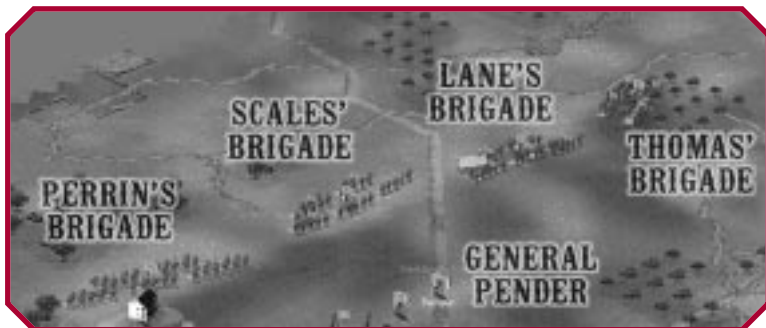 LANE'S
BRIGADE
SCALES'
BRIGADE
THOMAS'
BRIGADE
PERRIN'S
BRIGADE
GENERAL
PENDER